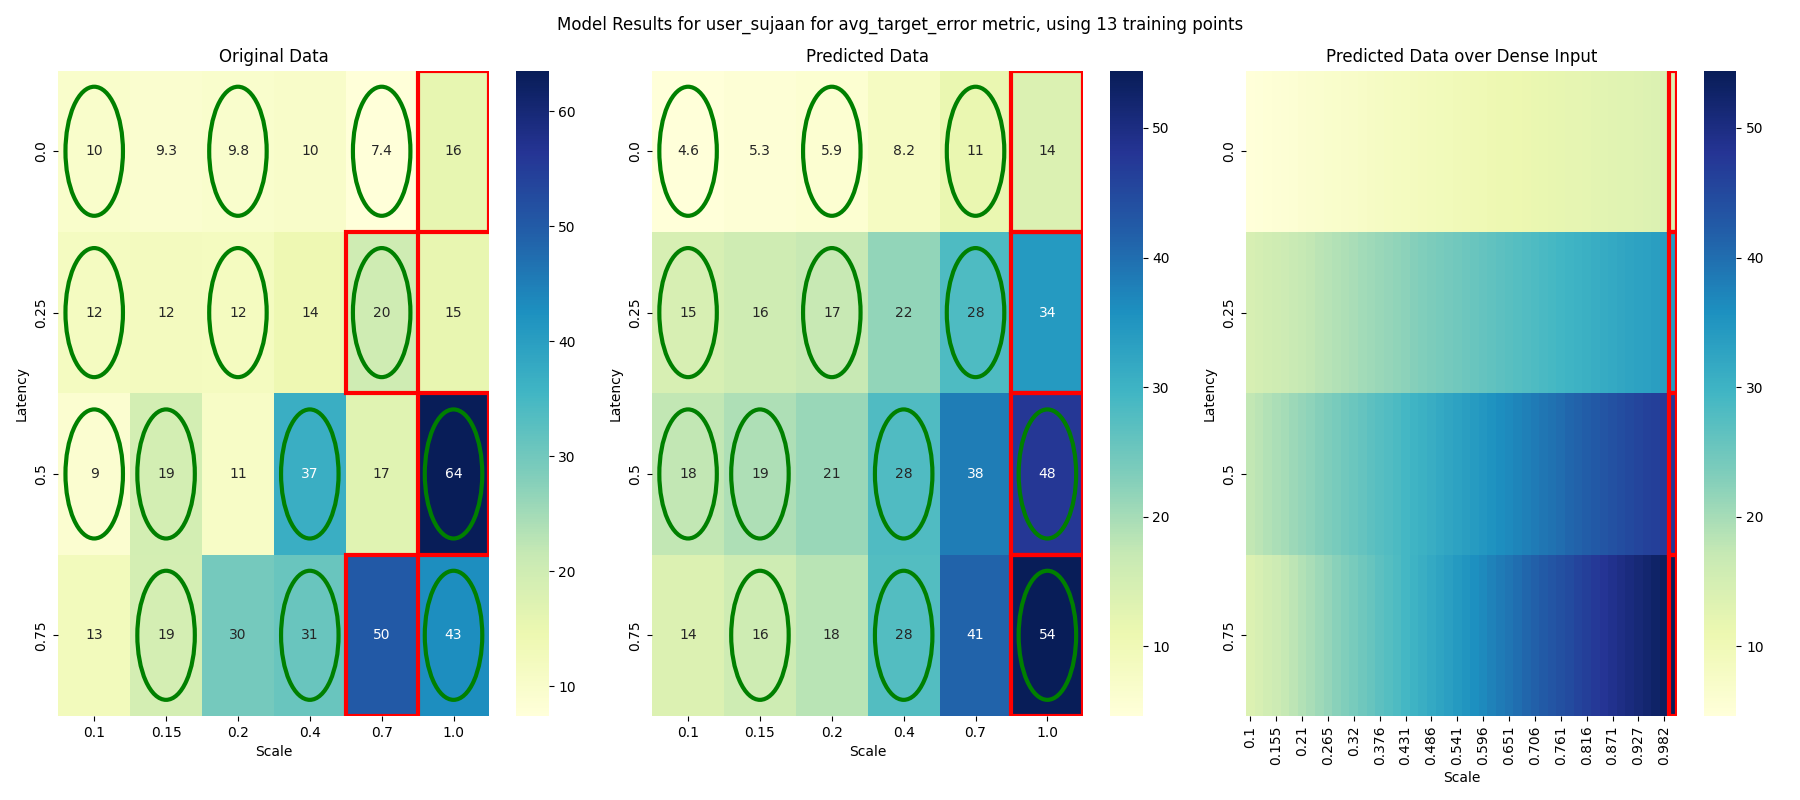 Model Results for user_sujaan for avg_target_error metric, using 13 training points
Original Data
Latency
0.0
0.25
0.5
0.75
10 9.3 9.8 10 7.4 16
12 12 12 14 20 15
9 19 11 37 17 64
13 19 30 31 50 43
0.1 0.15 0.2 0.4 0.7 1.0
Scale
60
50
40
30
20
10
Predicted Data
Latency
0.0
0.25
0.5
0.75
4.6 5.3 5.9 8.2 11 14
15 16 17 22 28 34
18 19 21 28 38 48
14 16 18 28 41 54
0.1 0.15 0.2 0.4 0.7 1.0
Scale
50
40
30
20
10
Predicted Data over Dense Input
Latency
0.0
0.25
0.5
0.75
0.1 0.155 0.21 0.265 0.32 0.376 0.431 0.486 0.541 0.596 0.651 0.706 0.761 0.816 0.871 0.927 0.982
Scale
50
40
30
20
10